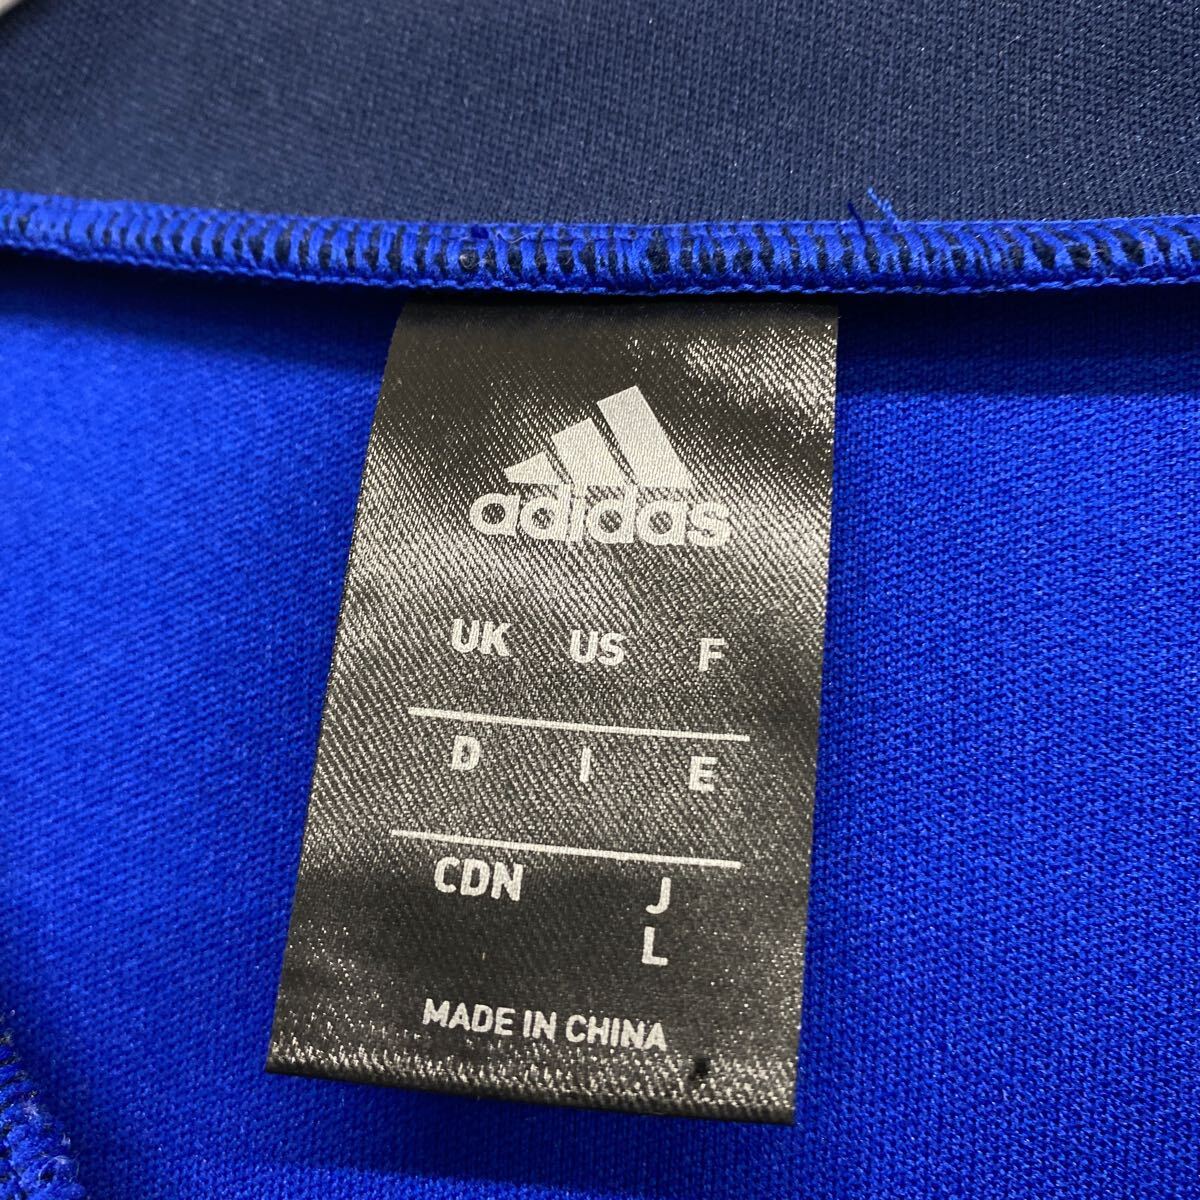 adidas
UK US F
D I E
CDN J
L
MADE IN CHINA